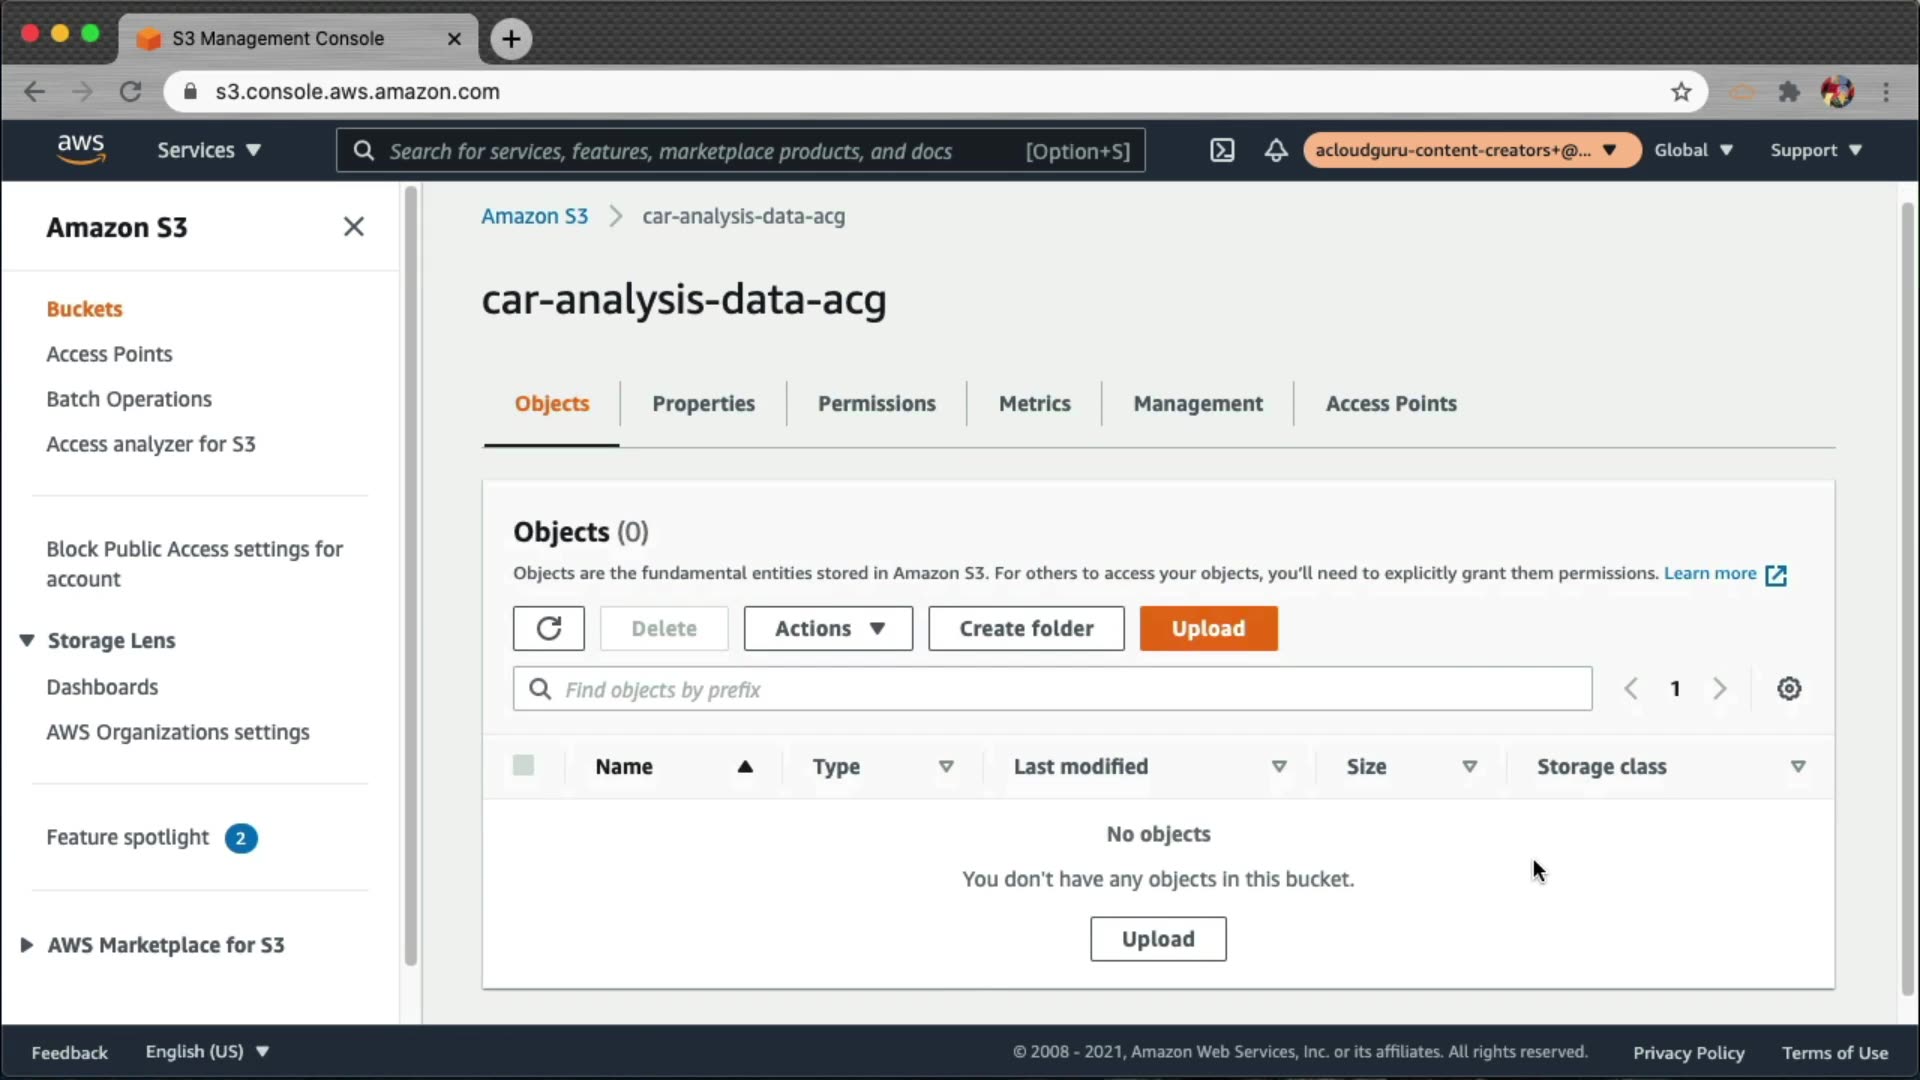 S3 Management Console
s3.console.aws.amazon.com
aws
Services
Search for services, features, marketplace products, and docs
[Option+S]
acloudguru-content-creators+@...
Global
Support
Amazon S3
Buckets
Access Points
Batch Operations
Access analyzer for S3
Block Public Access settings for
account
Storage Lens
Dashboards
AWS Organizations settings
Feature spotlight 2
AWS Marketplace for S3
Amazon S3 > car-analysis-data-acg
car-analysis-data-acg
Objects
Properties
Permissions
Metrics
Management
Access Points
Objects (0)
Objects are the fundamental entities stored in Amazon S3. For others to access your objects, you'll need to explicitly grant them permissions. Learn more
Delete
Actions
Create folder
Upload
Find objects by prefix
1
Name
Type
Last modified
Size
Storage class
No objects
You don't have any objects in this bucket.
Upload
Feedback
English (US)
© 2008 - 2021, Amazon Web Services, Inc. or its affiliates. All rights reserved.
Privacy Policy
Terms of Use